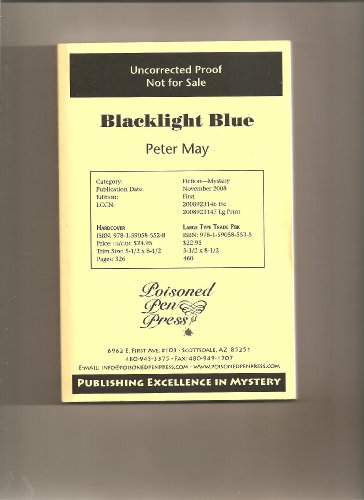 Uncorrected Proof
Not for Sale
Blacklight Blue
Peter May
Category: Fiction—Mystery
Publication Date: November 2008
Edition: First
LCCN: 2008923146 Hc
2008923147 Lg Print
Hardcover Large Type Trade Pbk
ISBN: 978-1-59058-552-8 ISBN: 978-1-59058-553-5
Price: us/cdn: $24.95 $22.95
Trim Size: 5-1/2 x 8-1/2 5-1/2 x 8-1/2
Pages: 326 460
Poisoned
Pen
Press
6962 E. First Ave. #103 • Scottsdale, AZ 85251
480-945-3375 • Fax: 480-949-1707
E-mail: info@poisonedpenpress.com • www.poisonedpenpress.com
Publishing Excellence in Mystery